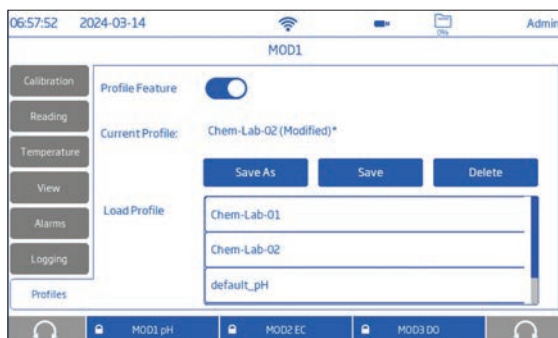 06:57:52 2024-03-14 0% Admin
MOD1
Calibration
Reading
Temperature
View
Alarms
Logging
Profiles
Profile Feature
Current Profile: Chem-Lab-02 (Modified)*
Save As Save Delete
Load Profile
Chem-Lab-01
Chem-Lab-02
default_pH
MOD1 pH MOD2 EC MOD3 DO